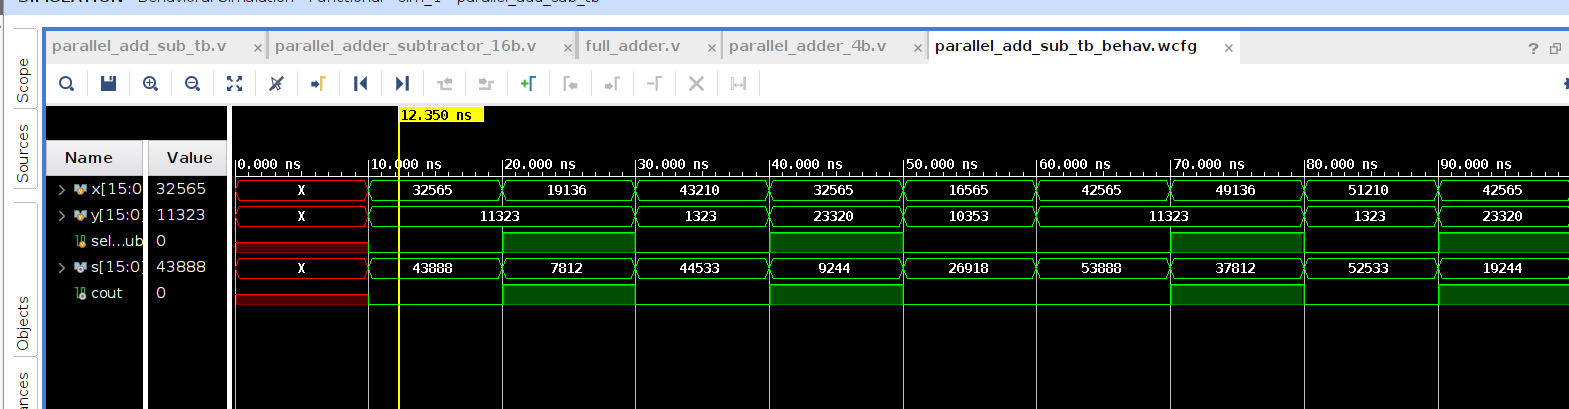 SIMULATION - Behavioral Simulation - Functional - sim_1 - parallel_add_sub_tb
parallel_add_sub_tb.v × parallel_adder_subtractor_16b.v × full_adder.v × parallel_adder_4b.v × parallel_add_sub_tb_behav.wcfg × ?
12.350 ns
Name Value
0.000 ns 10.000 ns 20.000 ns 30.000 ns 40.000 ns 50.000 ns 60.000 ns 70.000 ns 80.000 ns 90.000 ns
x[15:0 32565 X 32565 19136 43210 32565 16565 42565 49136 51210 42565
y[15:0] 11323 X 11323 1323 23320 10353 11323 1323 23320
sel...ub 0
s[15:0] 43888 X 43888 7812 44533 9244 26918 53888 37812 52533 19244
cout 0
Scope
Sources
Objects
ances